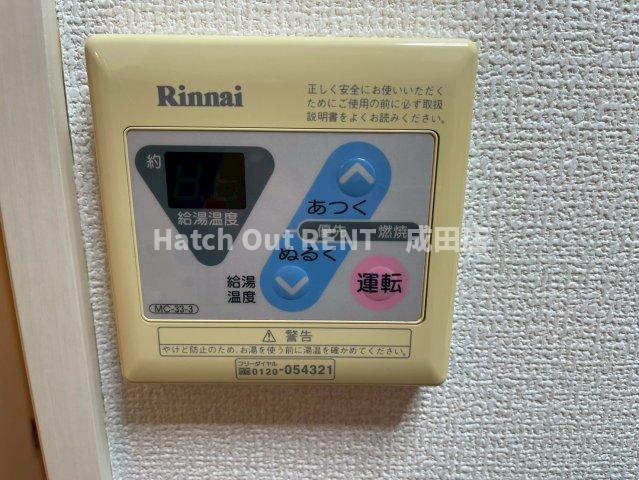 Rinnai
正しく安全にお使いいただく
ためにご使用の前に必ず取扱
説明書をよくお読みください。
約
給湯温度
あつく
優先
燃焼
ぬるく
給湯
温度
運転
MC-33-3
Hatch Out RENT 成田
⚠ 警告
やけど防止のため、お湯を使う前に湯温を確かめてください。
フリーダイヤル
0120-054321